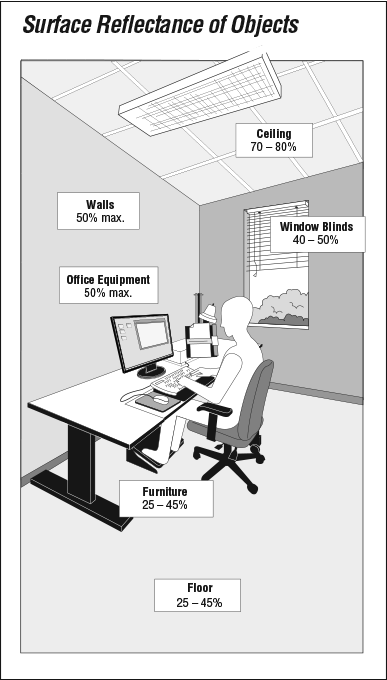 Surface Reflectance of Objects
Ceiling
70 – 80%
Walls
50% max.
Window Blinds
40 – 50%
Office Equipment
50% max.
Furniture
25 – 45%
Floor
25 – 45%